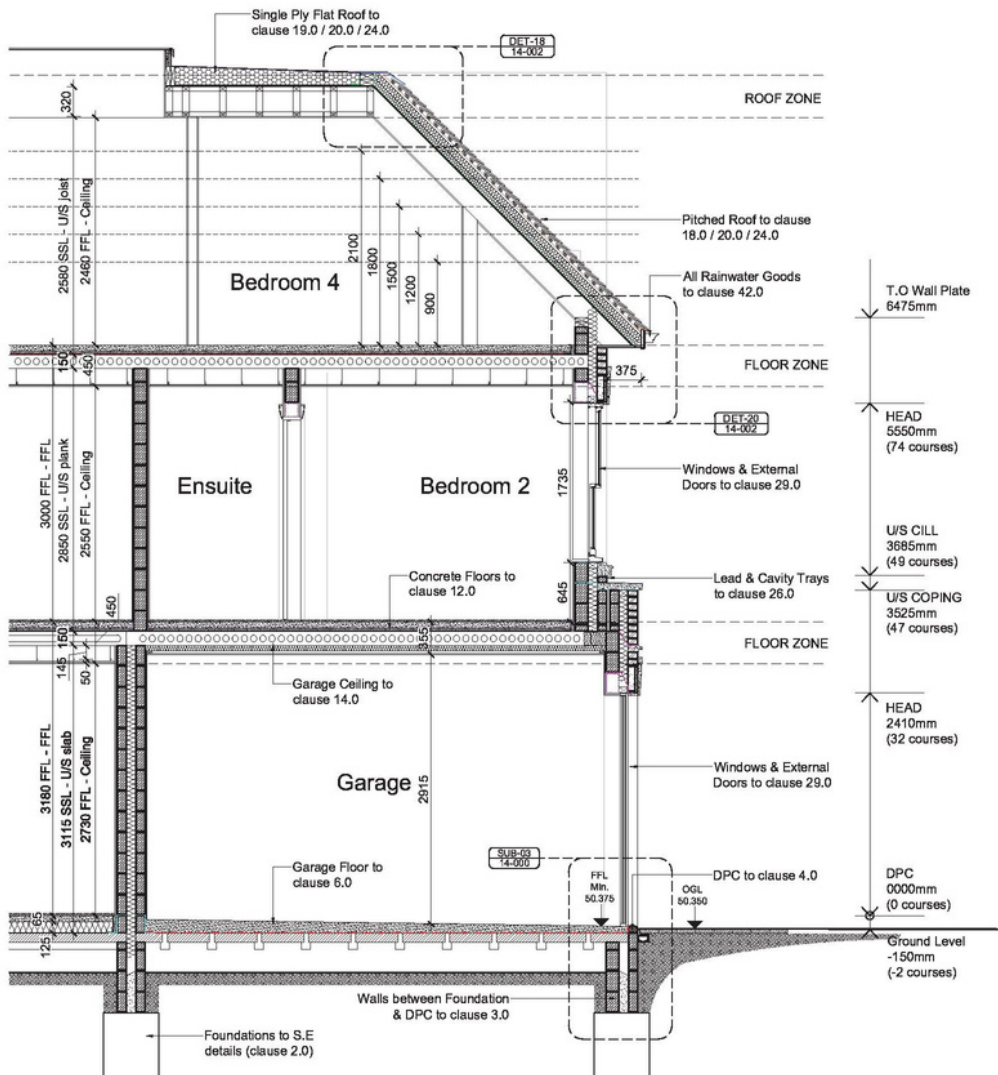 Single Ply Flat Roof to
clause 19.0 / 20.0 / 24.0
DET-18
14-002
ROOF ZONE
320
2580 SSL - U/S joist
2460 FFL - Ceiling
2100
1800
1500
1200
900
Bedroom 4
Pitched Roof to clause
18.0 / 20.0 / 24.0
All Rainwater Goods
to clause 42.0
T.O Wall Plate
6475mm
150
450
FLOOR ZONE
375
DET-20
14-002
HEAD
5550mm
(74 courses)
3000 FFL - FFL
2850 SSL - U/S plank
2550 FFL - Ceiling
Ensuite
Bedroom 2
1735
Windows & External
Doors to clause 29.0
U/S CILL
3685mm
(49 courses)
Concrete Floors to
clause 12.0
645
Lead & Cavity Trays
to clause 26.0
U/S COPING
3525mm
(47 courses)
450
150
355
FLOOR ZONE
145
50
Garage Ceiling to
clause 14.0
HEAD
2410mm
(32 courses)
3180 FFL - FFL
3115 SSL - U/S slab
2730 FFL - Ceiling
Garage
2915
Windows & External
Doors to clause 29.0
SUB-03
14-000
Garage Floor to
clause 6.0
FFL
Min.
50.375
OGL
50.350
DPC to clause 4.0
DPC
0000mm
(0 courses)
65
125
Ground Level
-150mm
(-2 courses)
Walls between Foundation
& DPC to clause 3.0
Foundations to S.E
details (clause 2.0)